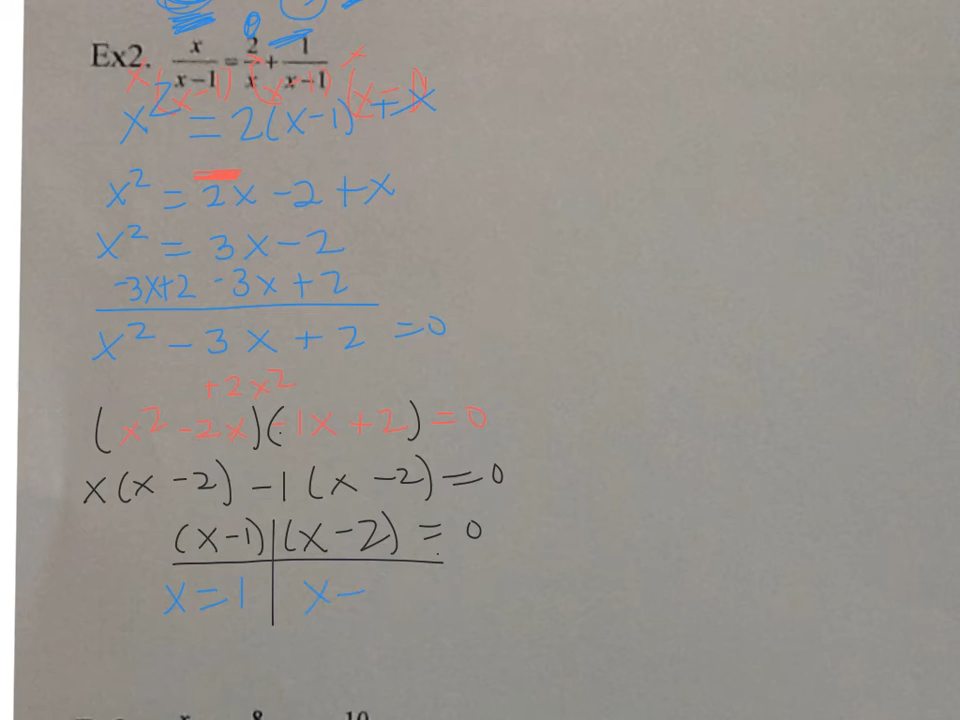 Ex2. x/(x-1) = 2/x + 1/(x-1)
x² = 2(x-1) + x
x² = 2x - 2 + x
x² = 3x - 2
-3x+2 -3x + 2
x² - 3x + 2 = 0
+2x²
(x² - 2x)(-1x + 2) = 0
x(x - 2) - 1(x - 2) = 0
(x-1) | (x-2) = 0
x = 1 | x -